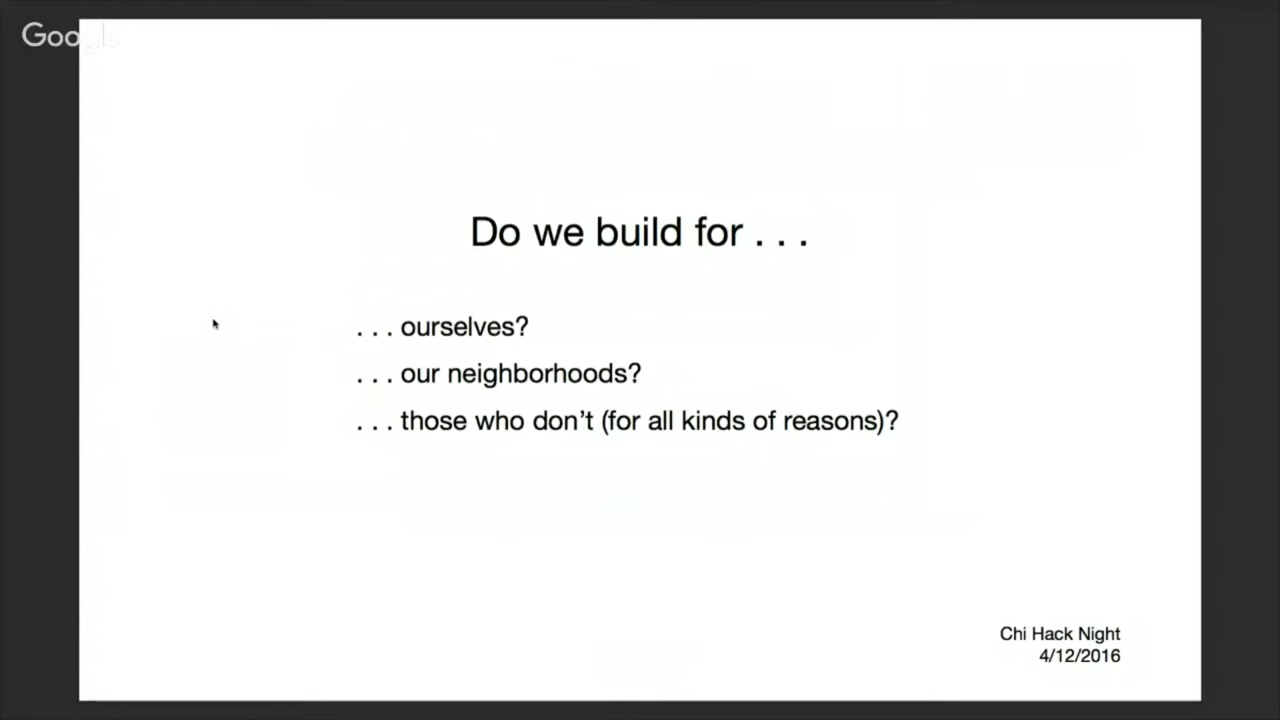 Google
Do we build for . . .
. . . ourselves?
. . . our neighborhoods?
. . . those who don’t (for all kinds of reasons)?
Chi Hack Night
4/12/2016